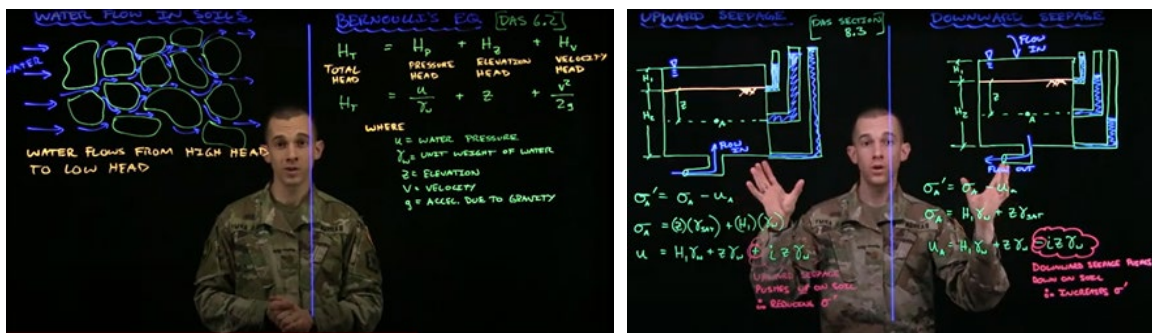 WATER FLOW IN SOILS
WATER
WATER FLOWS FROM HIGH HEAD
TO LOW HEAD
BERNOULLI'S EQ [DAS 6.2]
H_T = H_P + H_Z + H_V
TOTAL HEAD PRESSURE HEAD ELEVATION HEAD VELOCITY HEAD
H_T = u/γ_w + z + v²/2g
WHERE
u = WATER PRESSURE
γ_w = UNIT WEIGHT OF WATER
z = ELEVATION
V = VELOCITY
g = ACCEL. DUE TO GRAVITY
UPWARD SEEPAGE
[DAS SECTION
8.3]
H_1
H_2
z
A
FLOW
IN
σ_A' = σ_A - u_A
σ_A = (z)(γ_SAT) + (H_1)(γ_w)
u = H_1γ_w + zγ_w + izγ_w
UPWARD SEEPAGE
PUSHES UP ON SOIL
∴ REDUCING σ'
DOWNWARD SEEPAGE
FLOW
IN
H_1
H_2
z
A
FLOW OUT
σ_A' = σ_A - u_A
σ_A = H_1γ_w + zγ_SAT
u_A = H_1γ_w + zγ_w - izγ_w
DOWNWARD SEEPAGE PUSHES
DOWN ON SOIL
∴ INCREASES σ'